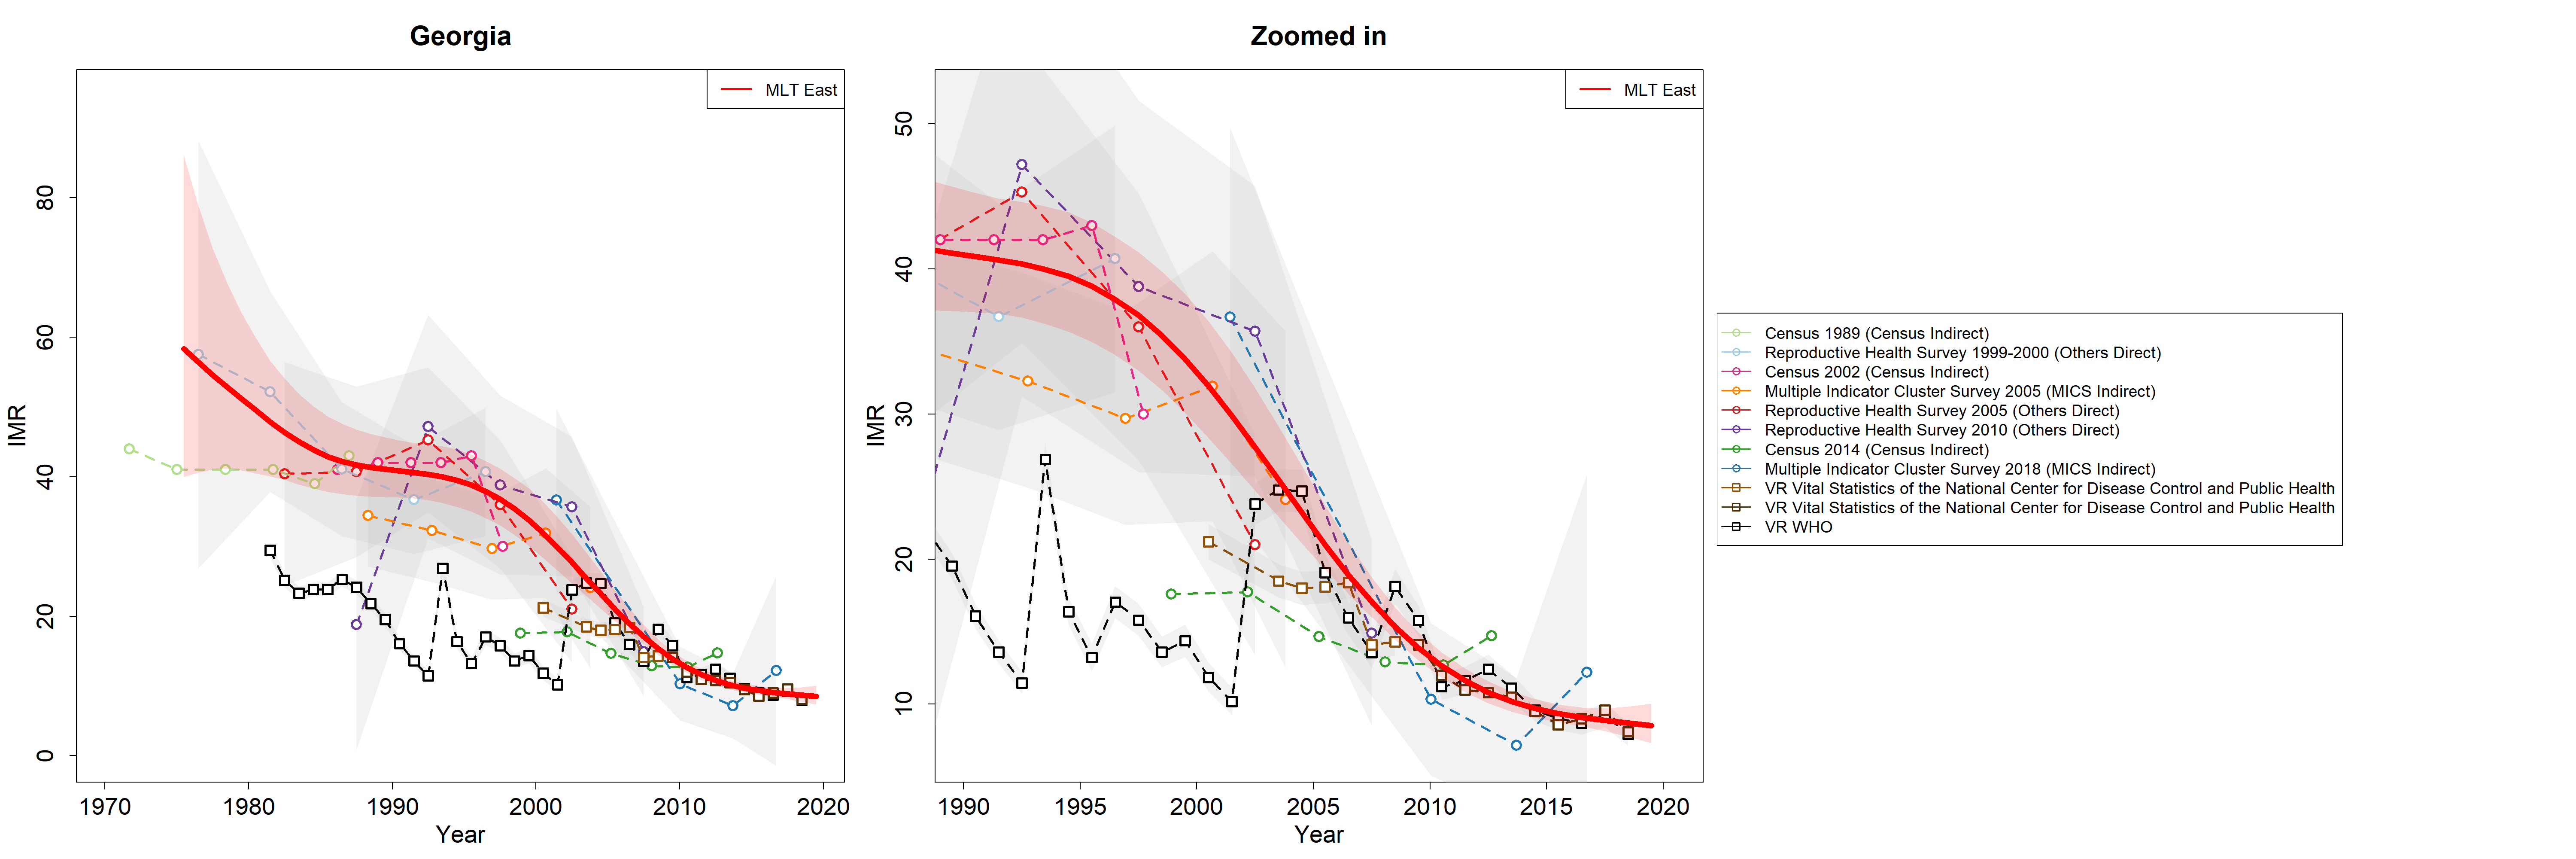 Georgia
MLT East
IMR
80
60
40
20
0
1970 1980 1990 2000 2010 2020
Year
Zoomed in
MLT East
IMR
50
40
30
20
10
1990 1995 2000 2005 2010 2015 2020
Year
Census 1989 (Census Indirect)
Reproductive Health Survey 1999-2000 (Others Direct)
Census 2002 (Census Indirect)
Multiple Indicator Cluster Survey 2005 (MICS Indirect)
Reproductive Health Survey 2005 (Others Direct)
Reproductive Health Survey 2010 (Others Direct)
Census 2014 (Census Indirect)
Multiple Indicator Cluster Survey 2018 (MICS Indirect)
VR Vital Statistics of the National Center for Disease Control and Public Health
VR Vital Statistics of the National Center for Disease Control and Public Health
VR WHO